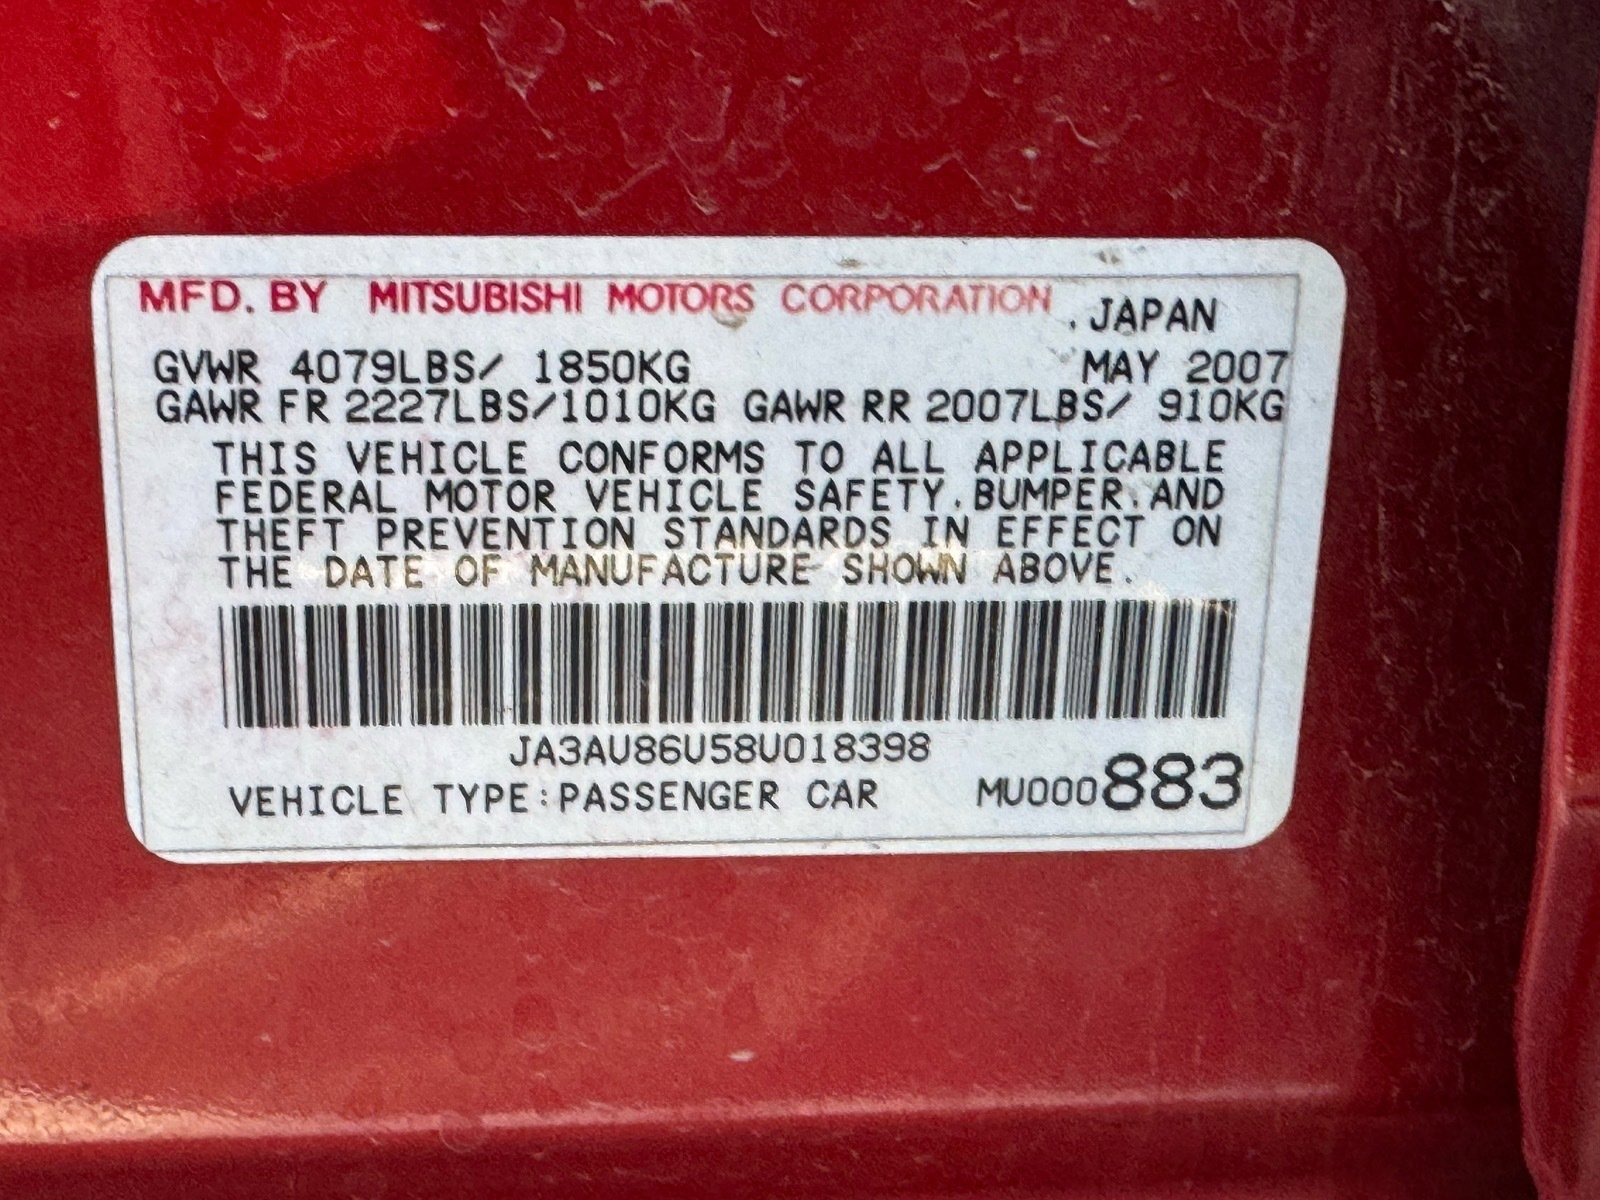 MFD. BY MITSUBISHI MOTORS CORPORATION , JAPAN
GVWR 4079LBS/ 1850KG MAY 2007
GAWR FR 2227LBS/1010KG GAWR RR 2007LBS/ 910KG
THIS VEHICLE CONFORMS TO ALL APPLICABLE
FEDERAL MOTOR VEHICLE SAFETY, BUMPER, AND
THEFT PREVENTION STANDARDS IN EFFECT ON
THE DATE OF MANUFACTURE SHOWN ABOVE.
JA3AU86U58U018398
VEHICLE TYPE:PASSENGER CAR MU000883